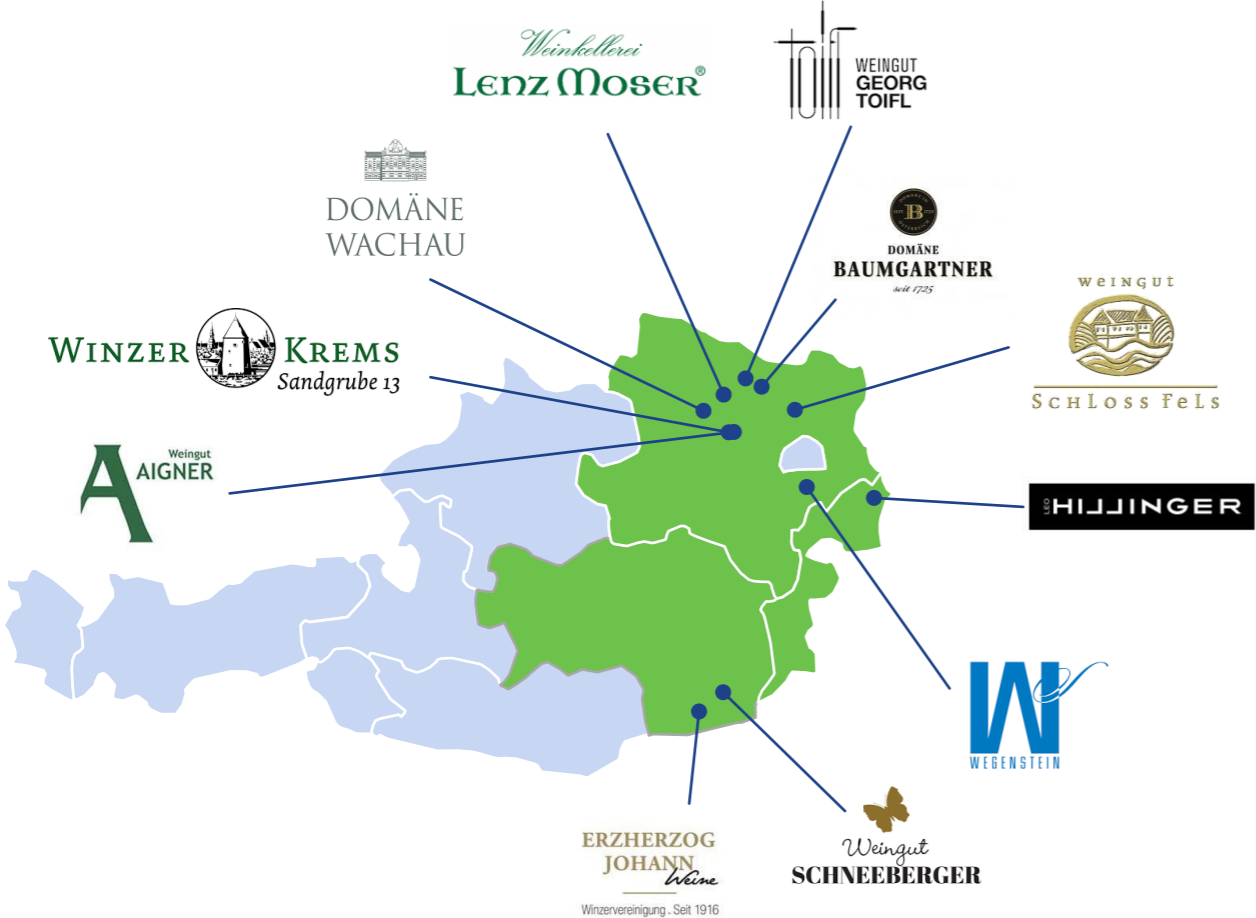 Weinkellerei
LENZ MOSER®
toifl
WEINGUT
GEORG
TOIFL
DOMÄNE
WACHAU
B
DOMÄNE
BAUMGARTNER
seit 1725
WEINGUT
SCHLOSS FELS
WINZER KREMS
Sandgrube 13
A
Weingut
AIGNER
LEO
HILLINGER
W
WEGENSTEIN
ERZHERZOG
JOHANN
Weine
Winzervereinigung . Seit 1916
Weingut
SCHNEEBERGER